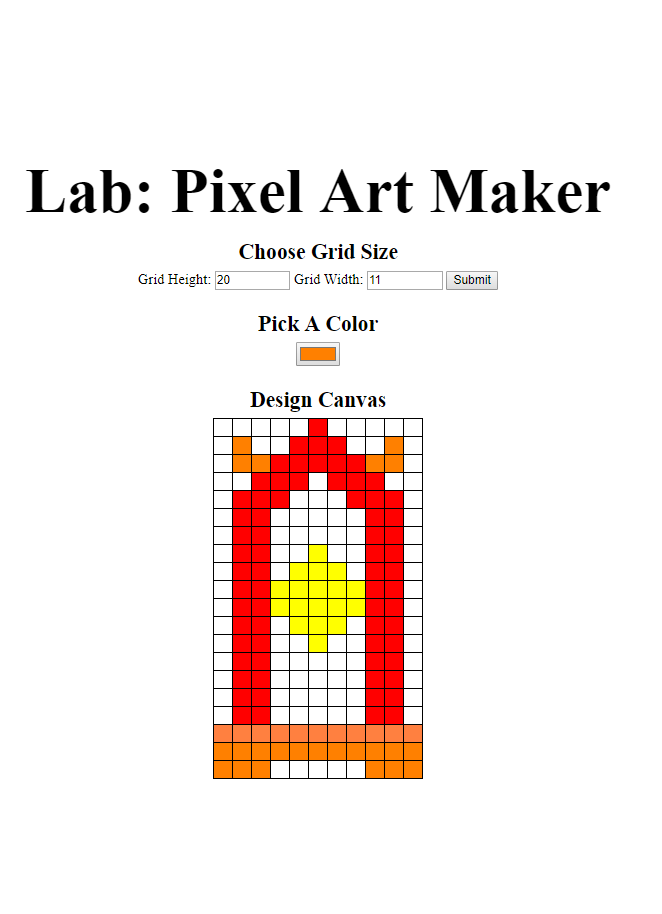 Lab: Pixel Art Maker
Choose Grid Size
Grid Height: 20 Grid Width: 11 Submit
Pick A Color
Design Canvas